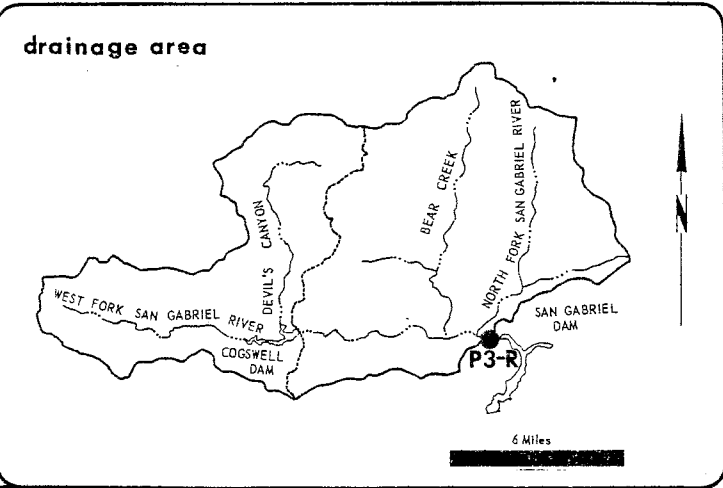 drainage area
BEAR CREEK
NORTH FORK SAN GABRIEL RIVER
DEVIL'S CANYON
N
WEST FORK SAN GABRIEL RIVER
COGSWELL
DAM
SAN GABRIEL
DAM
P3-R
6 Miles